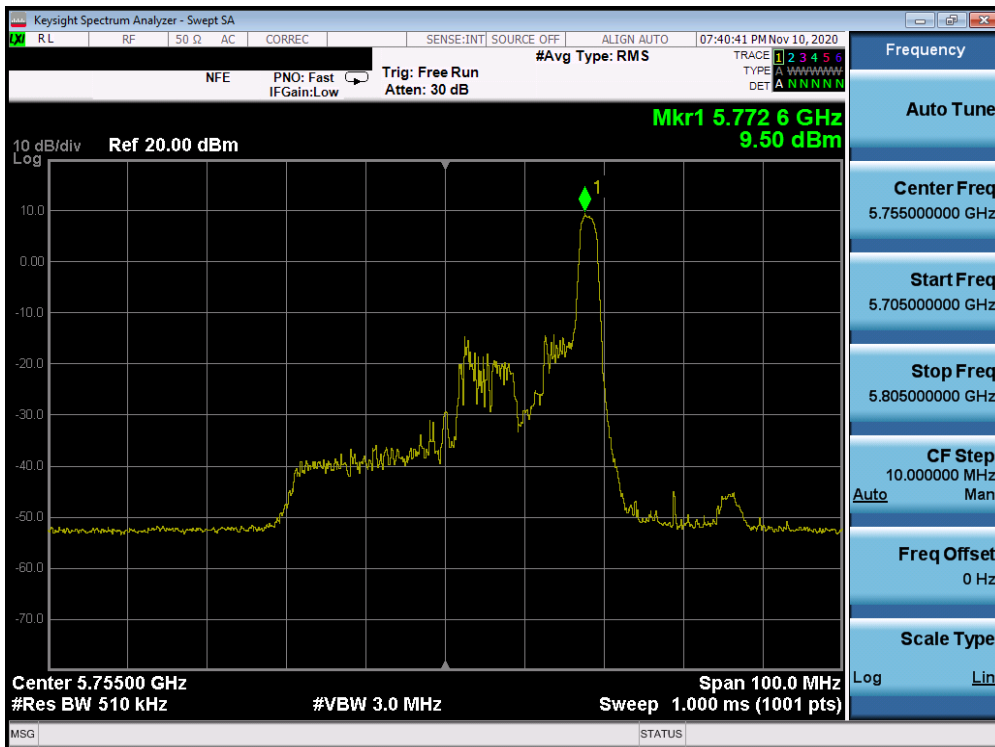 Keysight Spectrum Analyzer - Swept SA
LXI RL RF 50 Ω AC CORREC SENSE:INT SOURCE OFF ALIGN AUTO 07:40:41 PM Nov 10, 2020
#Avg Type: RMS TRACE 1 2 3 4 5 6
NFE PNO: Fast Trig: Free Run TYPE A WWWWW
IFGain:Low Atten: 30 dB DET A N N N N N
Mkr1 5.772 6 GHz
9.50 dBm
10 dB/div Ref 20.00 dBm
Log
1
10.0
0.00
-10.0
-20.0
-30.0
-40.0
-50.0
-60.0
-70.0
Center 5.75500 GHz Span 100.0 MHz
#Res BW 510 kHz #VBW 3.0 MHz Sweep 1.000 ms (1001 pts)
MSG STATUS
Frequency
Auto Tune
Center Freq
5.755000000 GHz
Start Freq
5.705000000 GHz
Stop Freq
5.805000000 GHz
CF Step
10.000000 MHz
Auto Man
Freq Offset
0 Hz
Scale Type
Log Lin